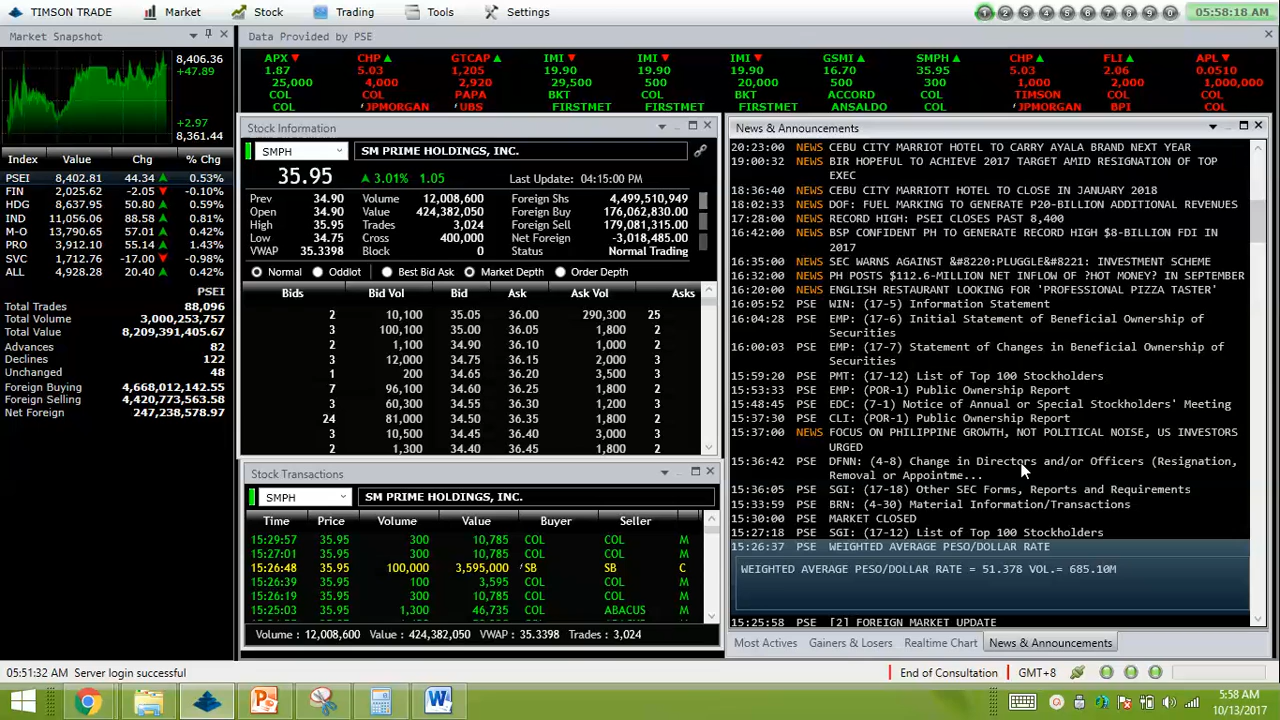 TIMSON TRADE Market Stock Trading Tools Settings 1 2 3 4 5 6 7 8 9 0 05:58:18 AM
Market Snapshot
8,406.36
+47.89
+2.97
8,361.44
Index Value Chg % Chg
PSEI 8,402.81 44.34 0.53%
FIN 2,025.62 -2.05 -0.10%
HDG 8,637.95 50.80 0.59%
IND 11,056.06 88.58 0.81%
M-O 13,790.65 57.01 0.42%
PRO 3,912.10 55.14 1.43%
SVC 1,712.76 -17.00 -0.98%
ALL 4,928.28 20.40 0.42%
PSEI
Total Trades 88,096
Total Volume 3,000,253,757
Total Value 8,209,391,405.67
Advances 82
Declines 122
Unchanged 48
Foreign Buying 4,668,012,142.55
Foreign Selling 4,420,773,563.58
Net Foreign 247,238,578.97
Data Provided by PSE
APX CHP GTCAP IMI IMI IMI GSMI SMPH CHP FLI APL
1.87 5.03 1,205 19.90 19.90 19.90 16.70 35.95 5.03 2.06 0.0510
25,000 4,000 2,920 29,500 500 20,000 500 300 1,000 2,000 1,000,000
COL COL PAPA BKT COL BKT ACCORD COL TIMSON COL COL
COL 'JPMORGAN 'UBS FIRSTMET FIRSTMET FIRSTMET ANSALDO COL 'JPMORGAN BPI COL
Stock Information
SMPH SM PRIME HOLDINGS, INC.
35.95 3.01% 1.05 Last Update: 04:15:00 PM
Prev 34.90 Volume 12,008,600 Foreign Shs 4,499,510,949
Open 34.90 Value 424,382,050 Foreign Buy 176,062,830.00
High 35.95 Trades 3,024 Foreign Sell 179,081,315.00
Low 34.75 Cross 400,000 Net Foreign -3,018,485.00
VWAP 35.3398 Block 0 Status Normal Trading
Normal Oddlot Best Bid Ask Market Depth Order Depth
Bids Bid Vol Bid Ask Ask Vol Asks
2 10,100 35.05 36.00 290,300 25
3 100,100 35.00 36.05 1,800 2
2 1,100 34.90 36.10 1,000 2
3 12,000 34.75 36.15 2,000 3
1 200 34.65 36.20 3,500 3
7 96,100 34.60 36.25 1,800 2
3 60,300 34.55 36.30 1,200 3
24 81,000 34.50 36.35 1,800 2
3 10,500 34.45 36.40 3,000 3
2 1,300 34.40 36.45 900 2
Stock Transactions
SMPH SM PRIME HOLDINGS, INC.
Time Price Volume Value Buyer Seller
15:29:57 35.95 300 10,785 COL COL M
15:27:01 35.95 300 10,785 COL COL M
15:26:48 35.95 100,000 3,595,000 'SB SB C
15:26:39 35.95 100 3,595 COL COL M
15:26:19 35.95 300 10,785 COL COL M
15:25:03 35.95 1,300 46,735 COL ABACUS M
Volume : 12,008,600 Value : 424,382,050 VWAP : 35.3398 Trades : 3,024
News & Announcements
20:23:00 NEWS CEBU CITY MARRIOT HOTEL TO CARRY AYALA BRAND NEXT YEAR
19:00:32 NEWS BIR HOPEFUL TO ACHIEVE 2017 TARGET AMID RESIGNATION OF TOP
EXEC
18:36:40 NEWS CEBU CITY MARRIOTT HOTEL TO CLOSE IN JANUARY 2018
18:02:33 NEWS DOF: FUEL MARKING TO GENERATE P20-BILLION ADDITIONAL REVENUES
17:28:00 NEWS RECORD HIGH: PSEI CLOSES PAST 8,400
16:42:00 NEWS BSP CONFIDENT PH TO GENERATE RECORD HIGH $8-BILLION FDI IN
2017
16:35:00 NEWS SEC WARNS AGAINST &#8220;PLUGGLE&#8221; INVESTMENT SCHEME
16:32:00 NEWS PH POSTS $112.6-MILLION NET INFLOW OF ?HOT MONEY? IN SEPTEMBER
16:20:00 NEWS ENGLISH RESTAURANT LOOKING FOR 'PROFESSIONAL PIZZA TASTER'
16:05:52 PSE WIN: (17-5) Information Statement
16:04:28 PSE EMP: (17-6) Initial Statement of Beneficial Ownership of
Securities
16:00:03 PSE EMP: (17-7) Statement of Changes in Beneficial Ownership of
Securities
15:59:20 PSE PMT: (17-12) List of Top 100 Stockholders
15:53:33 PSE EMP: (POR-1) Public Ownership Report
15:48:45 PSE EDC: (7-1) Notice of Annual or Special Stockholders' Meeting
15:37:30 PSE CLI: (POR-1) Public Ownership Report
15:37:00 NEWS FOCUS ON PHILIPPINE GROWTH, NOT POLITICAL NOISE, US INVESTORS
URGED
15:36:42 PSE DFNN: (4-8) Change in Directors and/or Officers (Resignation,
Removal or Appointme...
15:36:05 PSE SGI: (17-18) Other SEC Forms, Reports and Requirements
15:33:59 PSE BRN: (4-30) Material Information/Transactions
15:30:00 PSE MARKET CLOSED
15:27:18 PSE SGI: (17-12) List of Top 100 Stockholders
15:26:37 PSE WEIGHTED AVERAGE PESO/DOLLAR RATE
WEIGHTED AVERAGE PESO/DOLLAR RATE = 51.378 VOL.= 685.10M
15:25:58 PSE [2] FOREIGN MARKET UPDATE
Most Actives Gainers & Losers Realtime Chart News & Announcements
05:51:32 AM Server login successful End of Consultation GMT+8
5:58 AM
10/13/2017